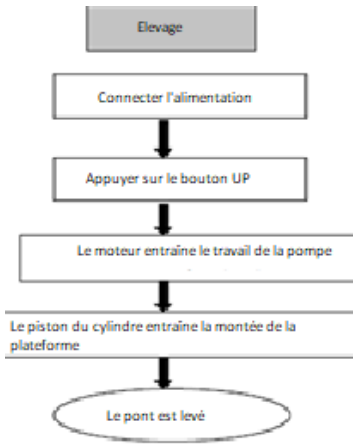 Elevage
Connecter l'alimentation
Appuyer sur le bouton UP
Le moteur entraîne le travail de la pompe
Le piston du cylindre entraîne la montée de la
plateforme
Le pont est levé